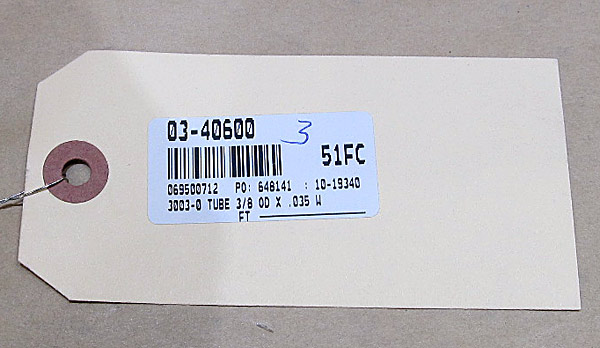 03-40600 3
51FC
069500712 PO: 648141 : 10-19340
3003-0 TUBE 3/8 OD X .035 W
FT